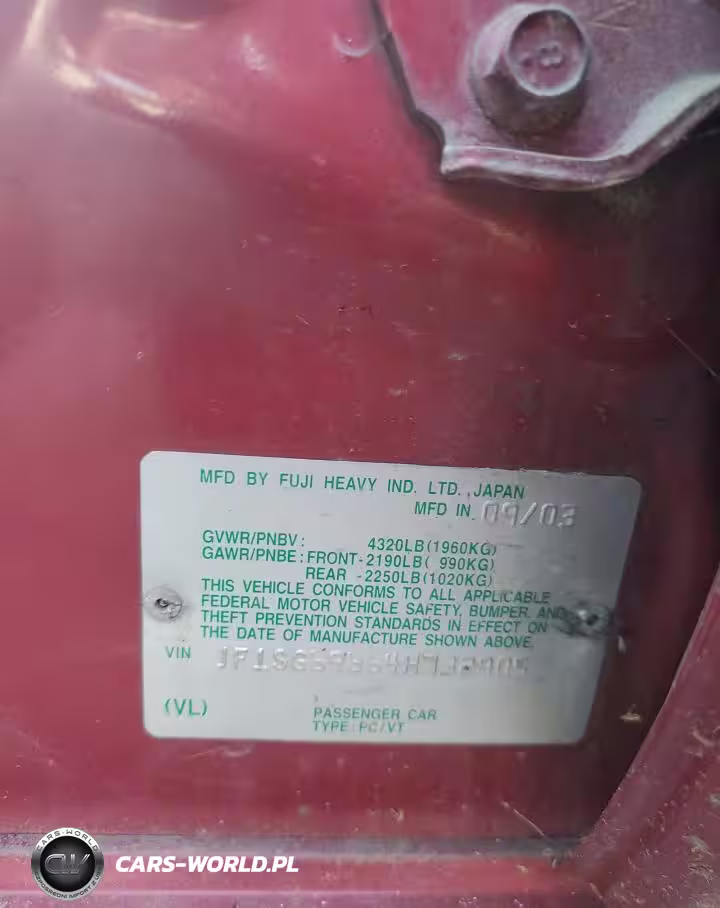 MFD BY FUJI HEAVY IND. LTD., JAPAN
MFD IN 09/03
GVWR/PNBV: 4320LB(1960KG)
GAWR/PNBE: FRONT-2190LB( 990KG)
REAR -2250LB(1020KG)
THIS VEHICLE CONFORMS TO ALL APPLICABLE
FEDERAL MOTOR VEHICLE SAFETY, BUMPER, AND
THEFT PREVENTION STANDARDS IN EFFECT ON
THE DATE OF MANUFACTURE SHOWN ABOVE.
VIN
(VL)
PASSENGER CAR
TYPE: PC/VT
CARS-WORLD
CARS-WORLD.PL